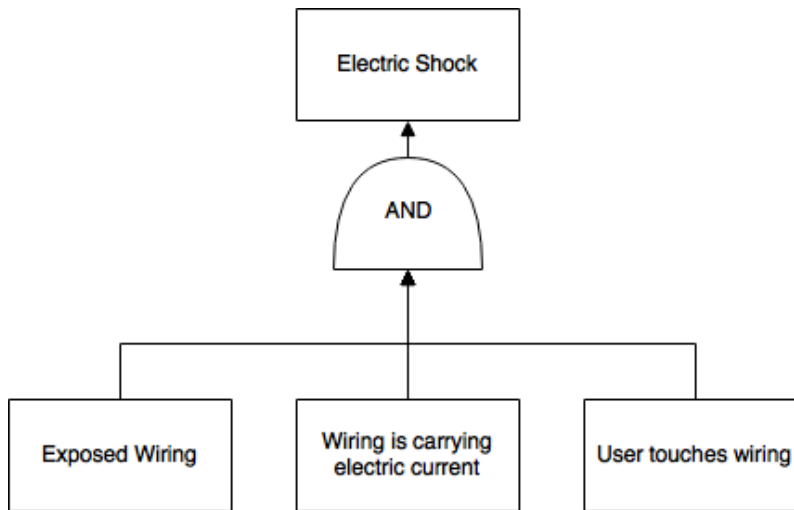 Electric Shock
AND
Exposed Wiring
Wiring is carrying
electric current
User touches wiring